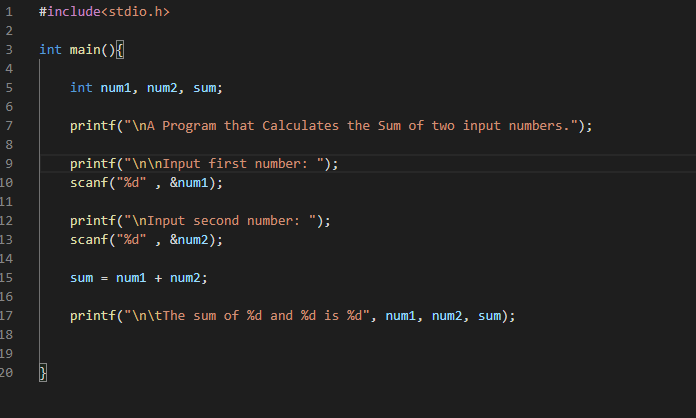 1 #include<stdio.h>
2
3 int main(){
4
5 int num1, num2, sum;
6
7 printf("\nA Program that Calculates the Sum of two input numbers.");
8
9 printf("\n\nInput first number: ");
10 scanf("%d" , &num1);
11
12 printf("\nInput second number: ");
13 scanf("%d" , &num2);
14
15 sum = num1 + num2;
16
17 printf("\n\tThe sum of %d and %d is %d", num1, num2, sum);
18
19
20 }